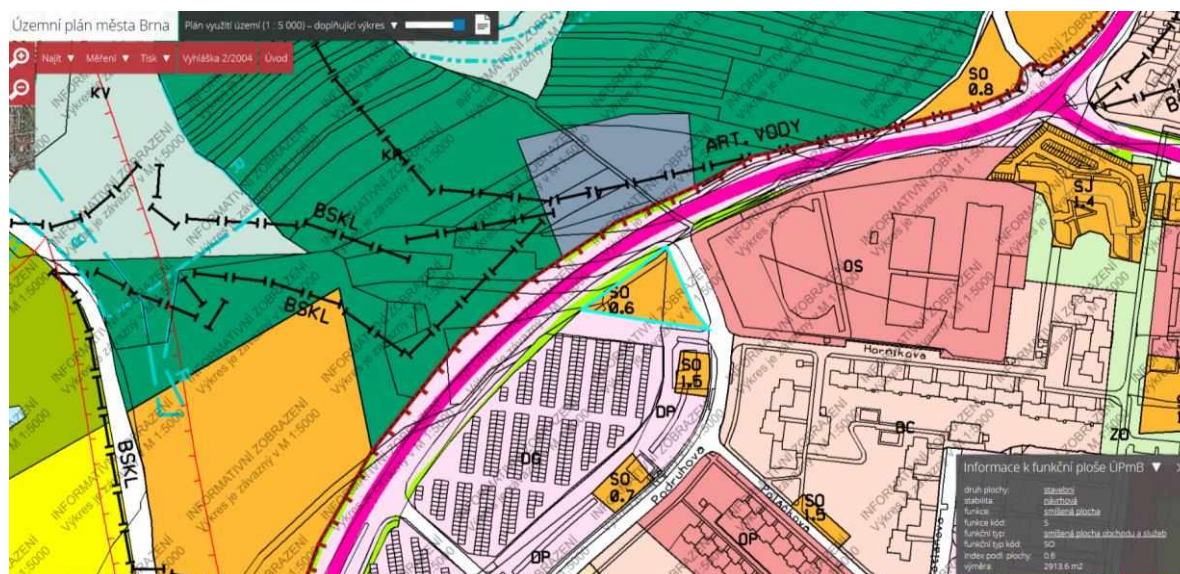 Územní plán města Brna
Plán využití území (1 : 5 000) – doplňující výkres ▼
Najít ▼ Měření ▼ Tisk ▼ Vyhláška 2/2004 Úvod
INFORMATIVNÍ ZOBRAZENÍ
Výkres je závazný v M 1:5000
KV
KV
ART. VODY
SO
0.8
SJ
1.4
BSKL
BSKL
BSKL
OS
SO
0.6
Horníkova
SO
1.5
DP
DG
BC
ZO
SO
0.7
Podruhova
Poláčkova
SO
1.5
OP
DP
Informace k funkční ploše ÚPmB ▼
druh plochy: stavební
stabilita: návrhová
funkce: smíšená plocha
funkce kód: S
funkční typ: smíšená plocha obchodu a služeb
funkční typ kód: SO
index podl. plochy: 0.6
výměra: 2913.6 m2